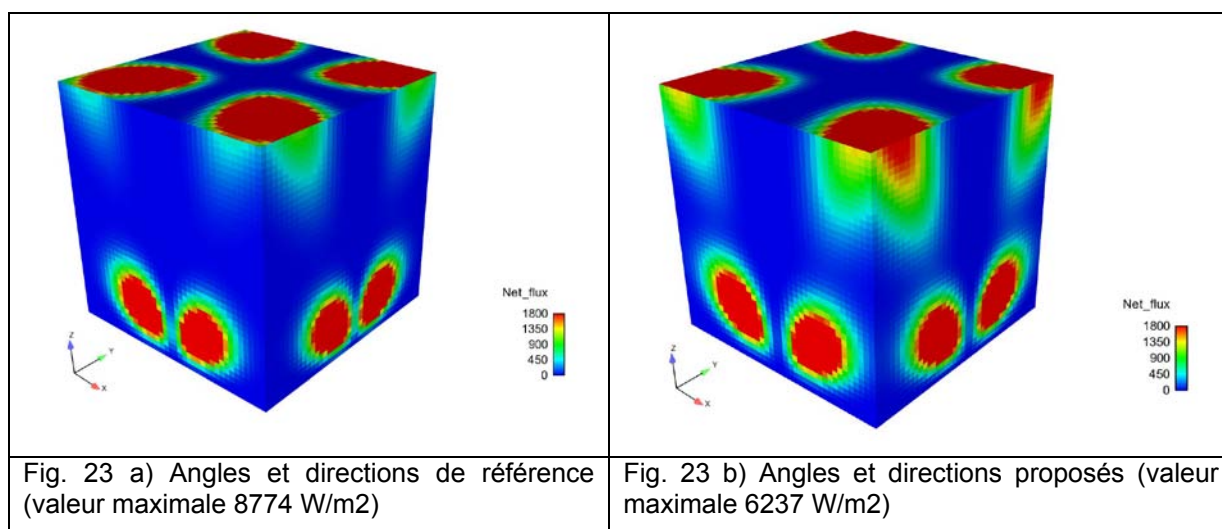 Net_flux
1800
1350
900
450
0
Z
Y
X
Net_flux
1800
1350
900
450
0
Z
Y
X
Fig. 23 a) Angles et directions de référence
(valeur maximale 8774 W/m2)
Fig. 23 b) Angles et directions proposés (valeur
maximale 6237 W/m2)